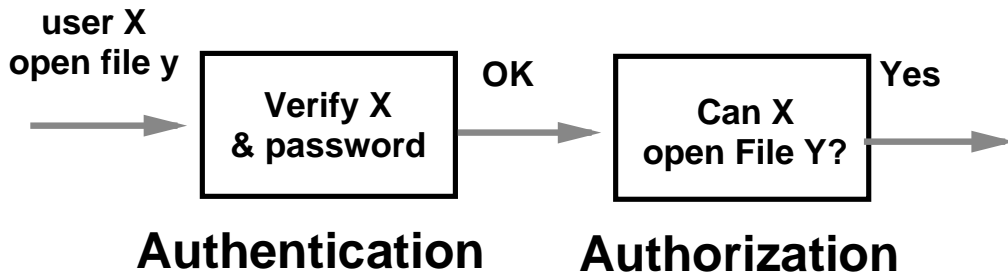 user X
open file y
Verify X
& password
OK
Can X
open File Y?
Yes
Authentication
Authorization